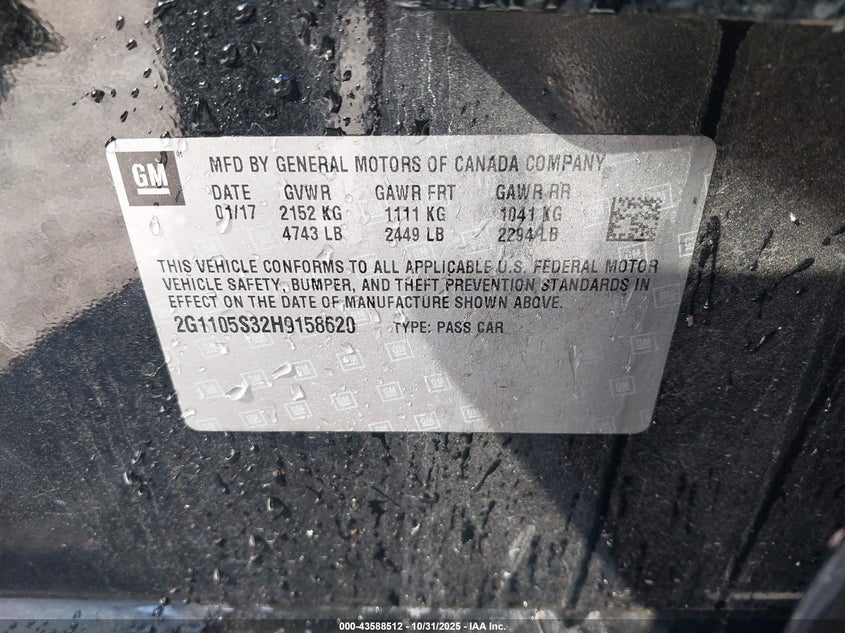 GM
MFD BY GENERAL MOTORS OF CANADA COMPANY
DATE GVWR GAWR FRT GAWR RR
01/17 2152 KG 1111 KG 1041 KG
4743 LB 2449 LB 2294 LB
THIS VEHICLE CONFORMS TO ALL APPLICABLE U.S. FEDERAL MOTOR
VEHICLE SAFETY, BUMPER, AND THEFT PREVENTION STANDARDS IN
EFFECT ON THE DATE OF MANUFACTURE SHOWN ABOVE.
2G1105S32H9158620 TYPE: PASS CAR
000-43588512 - 10/31/2025 - IAA Inc.